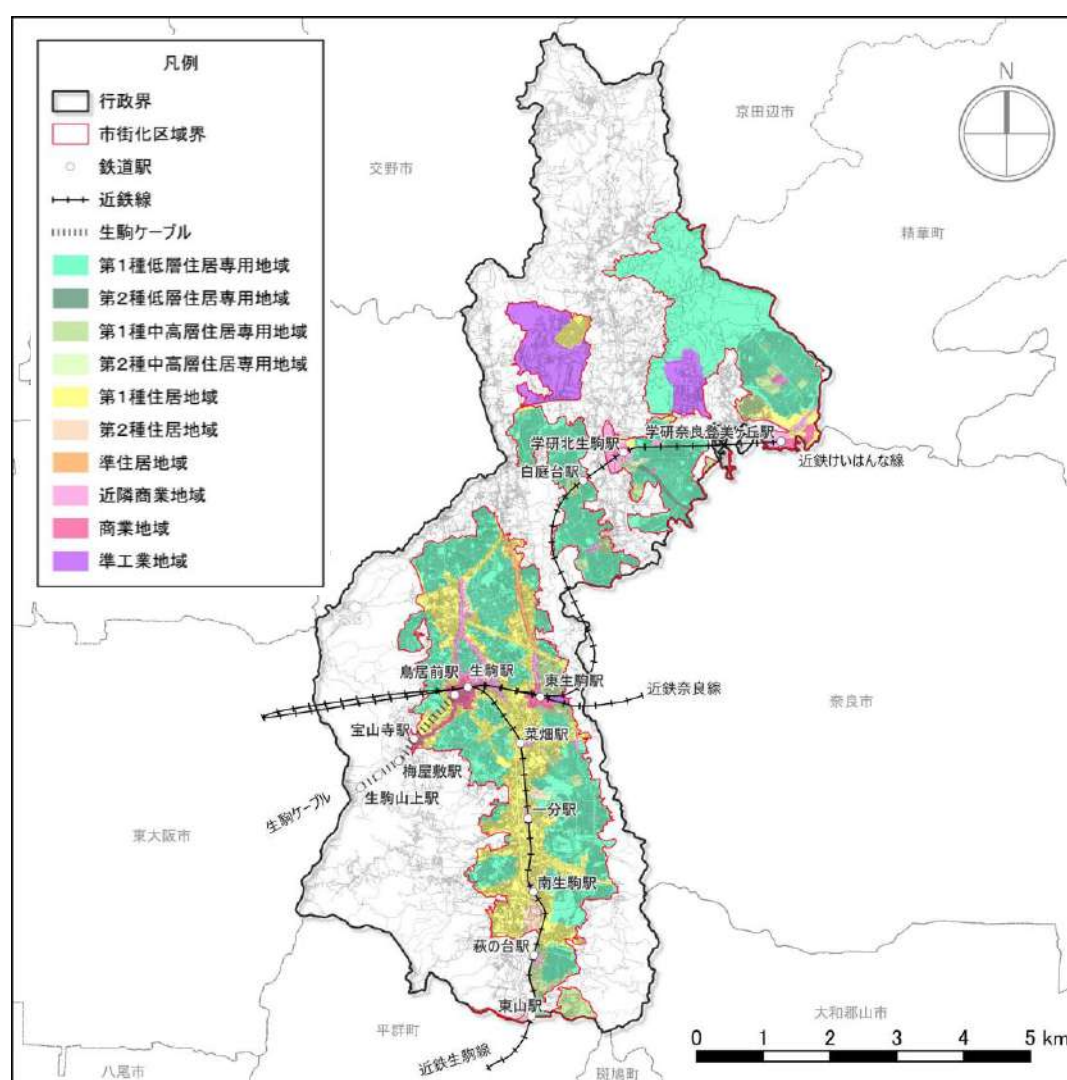 凡例
行政界
市街化区域界
鉄道駅
近鉄線
生駒ケーブル
第1種低層住居専用地域
第2種低層住居専用地域
第1種中高層住居専用地域
第2種中高層住居専用地域
第1種住居地域
第2種住居地域
準住居地域
近隣商業地域
商業地域
準工業地域
N
京田辺市
交野市
精華町
学研北生駒駅
学研奈良登美ケ丘駅
白庭台駅
近鉄けいはんな線
鳥居前駅
生駒駅
東生駒駅
近鉄奈良線
奈良市
宝山寺駅
菜畑駅
梅屋敷駅
生駒山上駅
生駒ケーブル
一分駅
東大阪市
南生駒駅
萩の台駅
東山駅
平群町
大和郡山市
近鉄生駒線
八尾市
斑鳩町
0 1 2 3 4 5 km